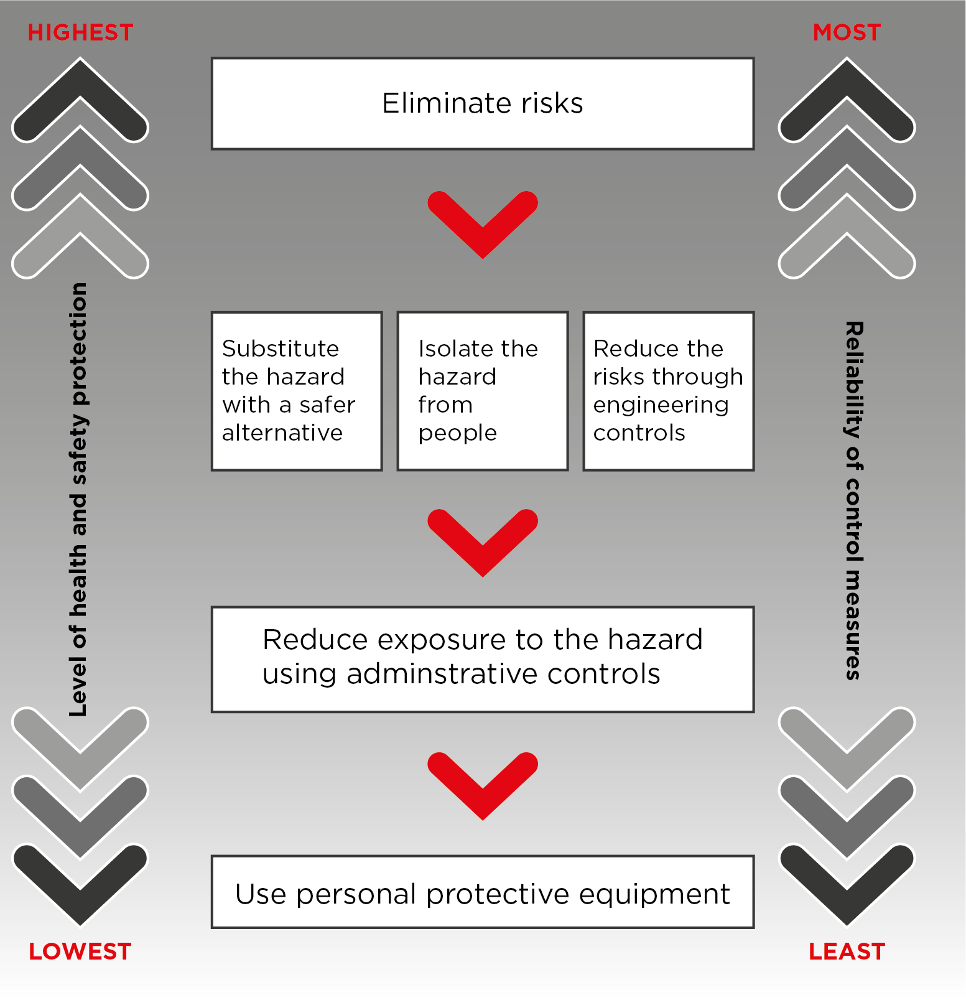 HIGHEST
MOST
Eliminate risks
Substitute
the hazard
with a safer
alternative
Isolate the
hazard
from
people
Reduce the
risks through
engineering
controls
Level of health and safety protection
Reliability of control measures
Reduce exposure to the hazard
using adminstrative controls
Use personal protective equipment
LOWEST
LEAST